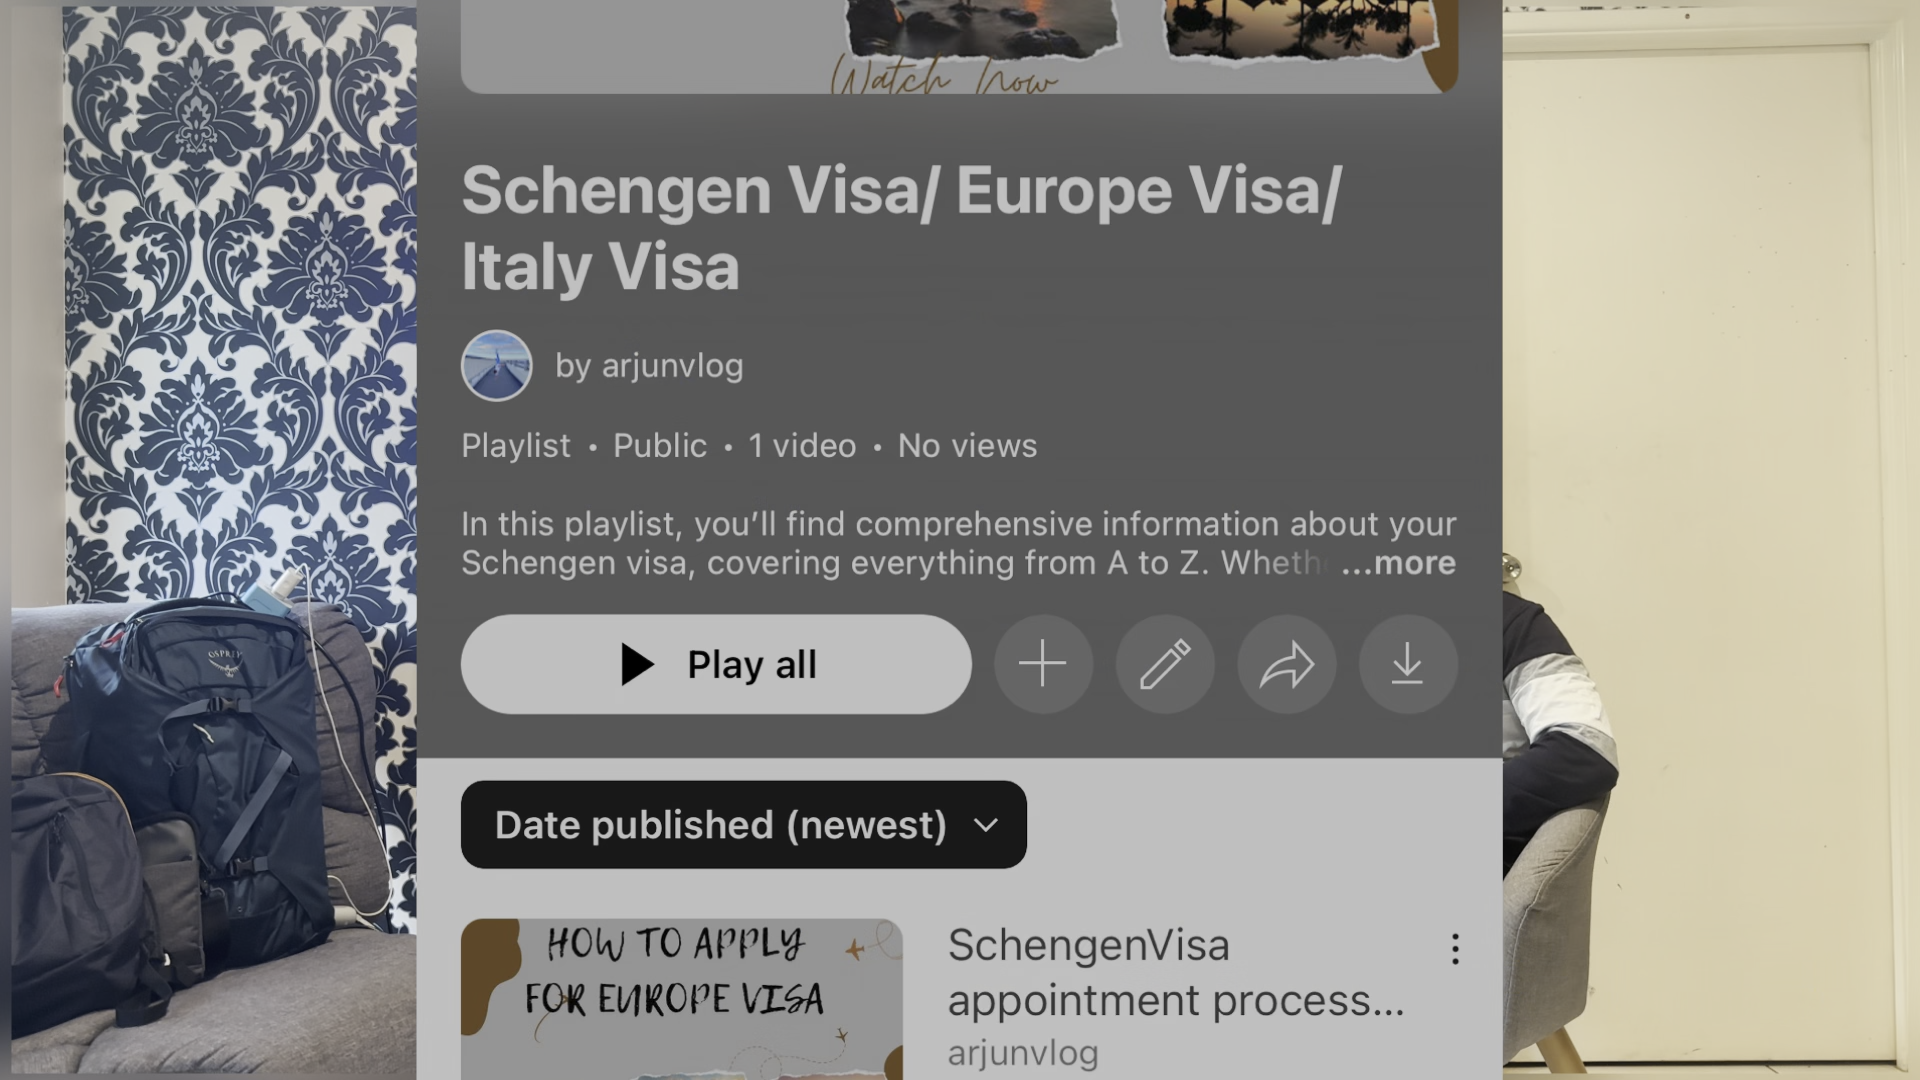 Watch Now
Schengen Visa/ Europe Visa/
Italy Visa
by arjunvlog
Playlist • Public • 1 video • No views
In this playlist, you’ll find comprehensive information about your
Schengen visa, covering everything from A to Z. Wheth ...more
Play all
Date published (newest)
HOW TO APPLY
FOR EUROPE VISA
SchengenVisa
appointment process...
arjunvlog
OSPREY